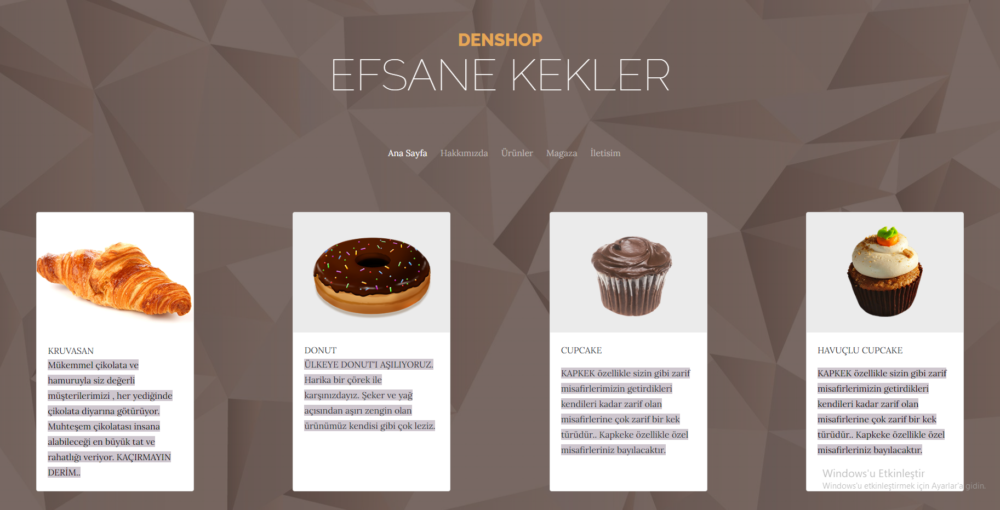 DENSHOP
EFSANE KEKLER
Ana Sayfa Hakkımızda Ürünler Magaza İletisim
KRUVASAN
Mükemmel çikolata ve
hamuruyla siz değerli
müşterilerimizi , her yediğinde
çikolata diyarına götürüyor.
Muhteşem çikolatası insana
alabileceği en büyük tat ve
rahatlığı veriyor. KAÇIRMAYIN
DERİM..
DONUT
ÜLKEYE DONUT'I AŞILIYORUZ.
Harika bir çörek ile
karşınızdayız. Şeker ve yağ
açısından aşırı zengin olan
ürünümüz kendisi gibi çok leziz.
CUPCAKE
KAPKEK özellikle sizin gibi zarif
misafirlerimizin getirdikleri
kendileri kadar zarif olan
misafirlerine çok zarif bir kek
türüdür.. Kapkeke özellikle özel
misafirleriniz bayılacaktır.
HAVUÇLU CUPCAKE
KAPKEK özellikle sizin gibi zarif
misafirlerimizin getirdikleri
kendileri kadar zarif olan
misafirlerine çok zarif bir kek
türüdür.. Kapkeke özellikle özel
misafirleriniz bayılacaktır.
Windows'u Etkinleştir
Windows'u etkinleştirmek için Ayarlar'a gidin.